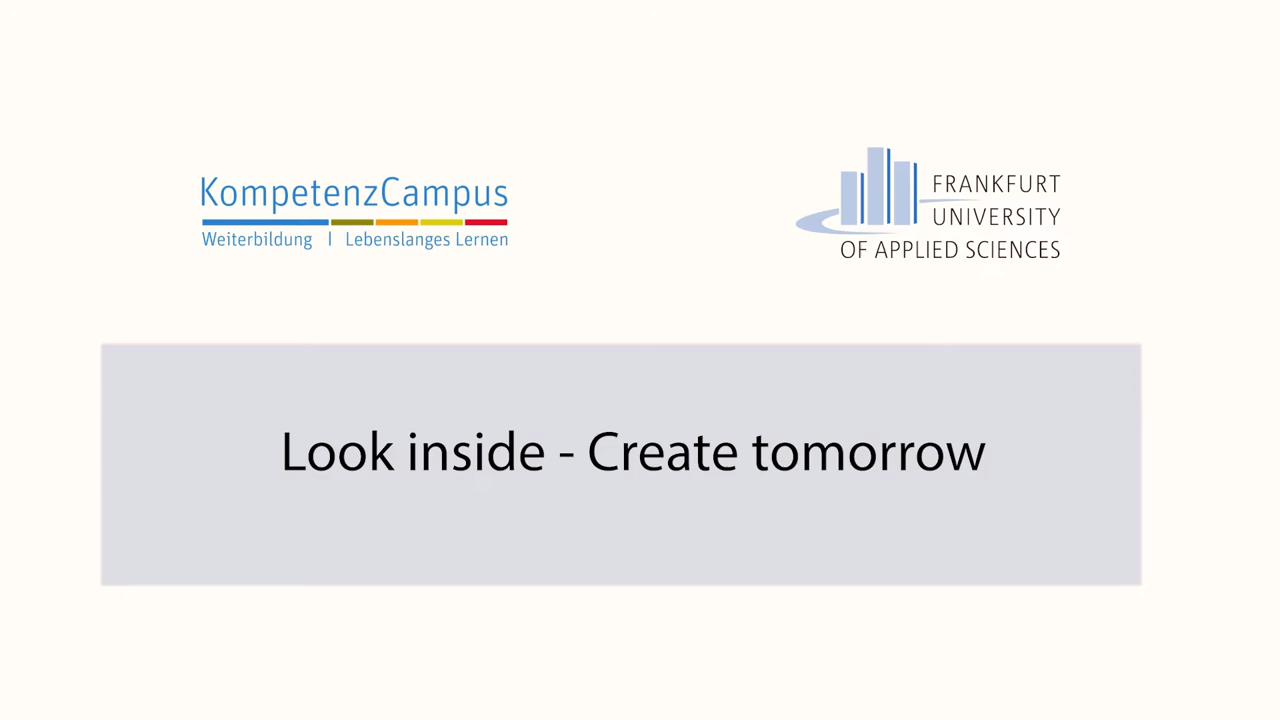 KompetenzCampus
Weiterbildung | Lebenslanges Lernen
FRANKFURT
UNIVERSITY
OF APPLIED SCIENCES
Look inside - Create tomorrow